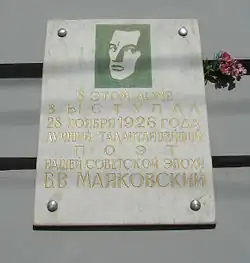 В ЭТОМ ДОМЕ
ВЫСТУПАЛ
28 НОЯБРЯ 1926 ГОДА
ЛУЧШИЙ ТАЛАНТЛИВЕЙШИЙ
ПОЭТ
НАШЕЙ СОВЕТСКОЙ ЭПОХИ
В.В. МАЯКОВСКИЙ